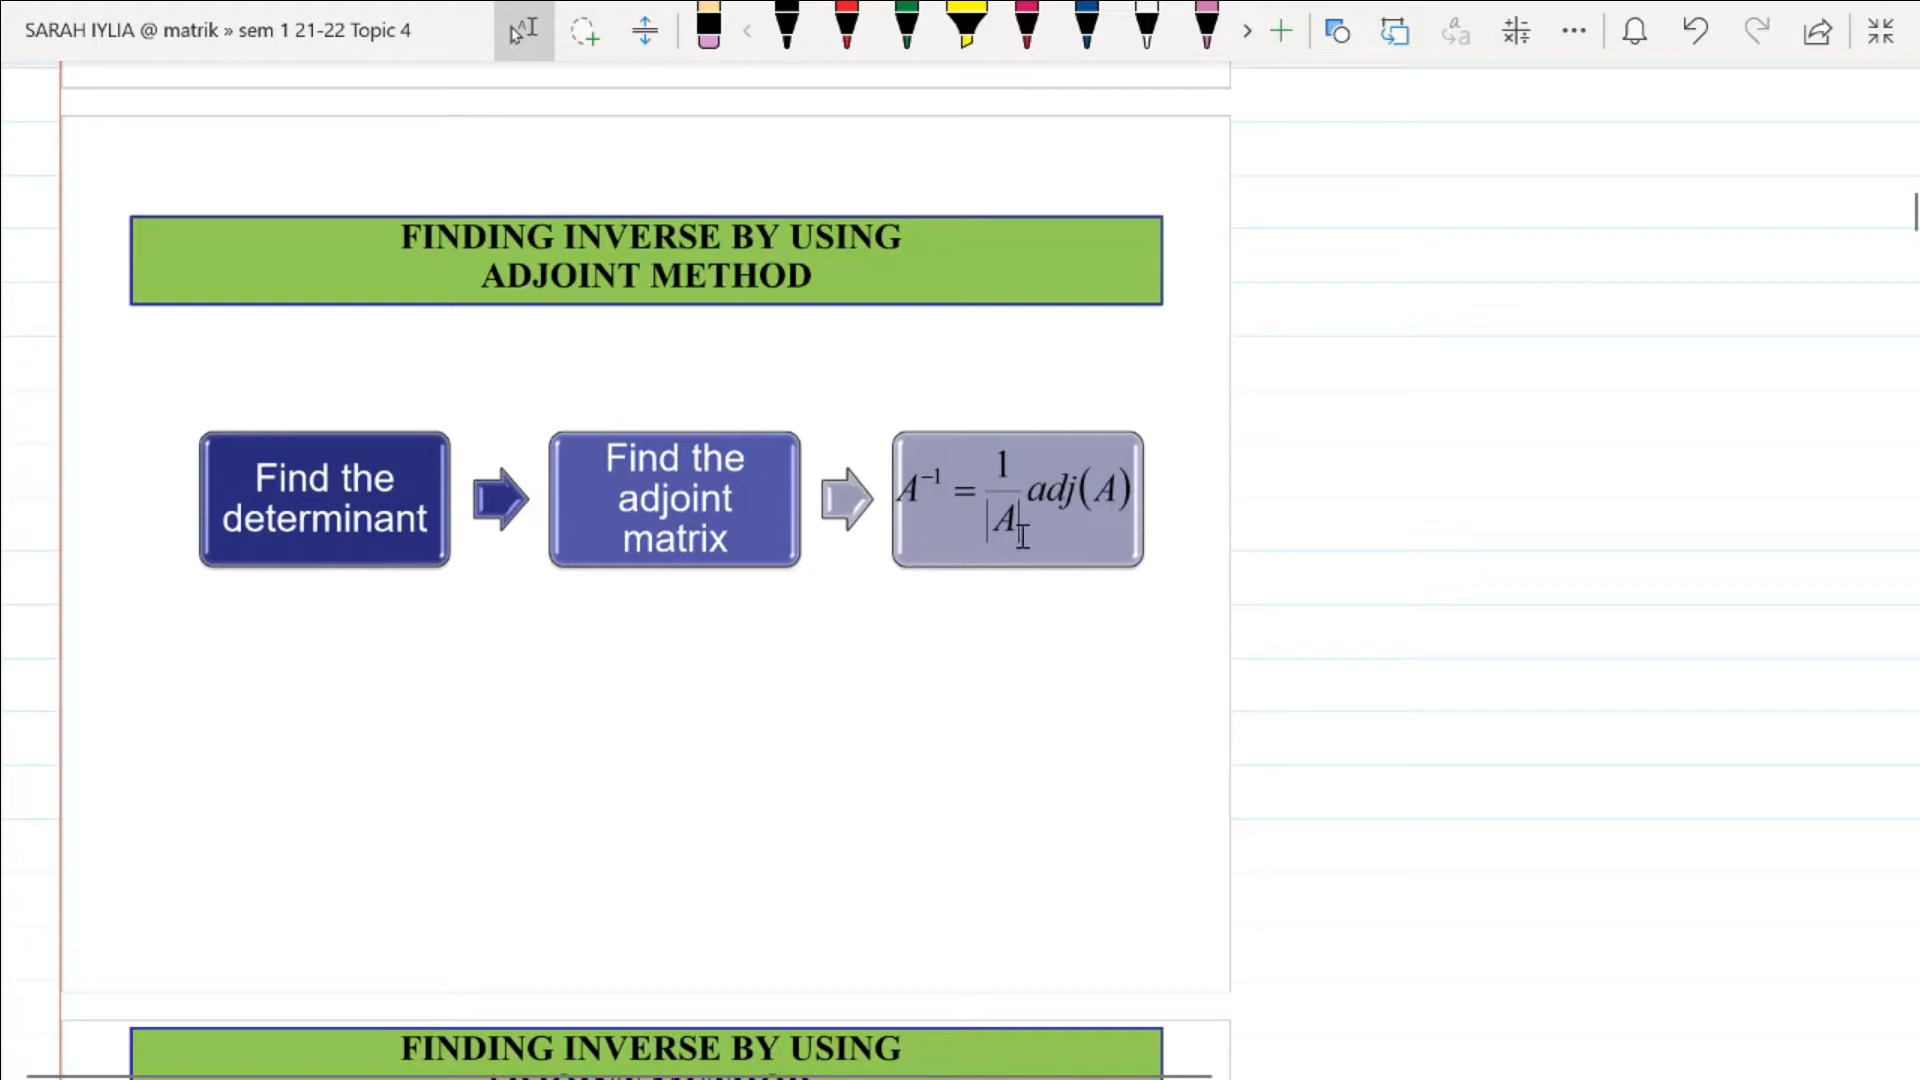 SARAH IYLIA @ matrik » sem 1 21-22 Topic 4
FINDING INVERSE BY USING
ADJOINT METHOD
Find the
determinant
Find the
adjoint
matrix
A⁻¹ = 1/|A| adj(A)
FINDING INVERSE BY USING